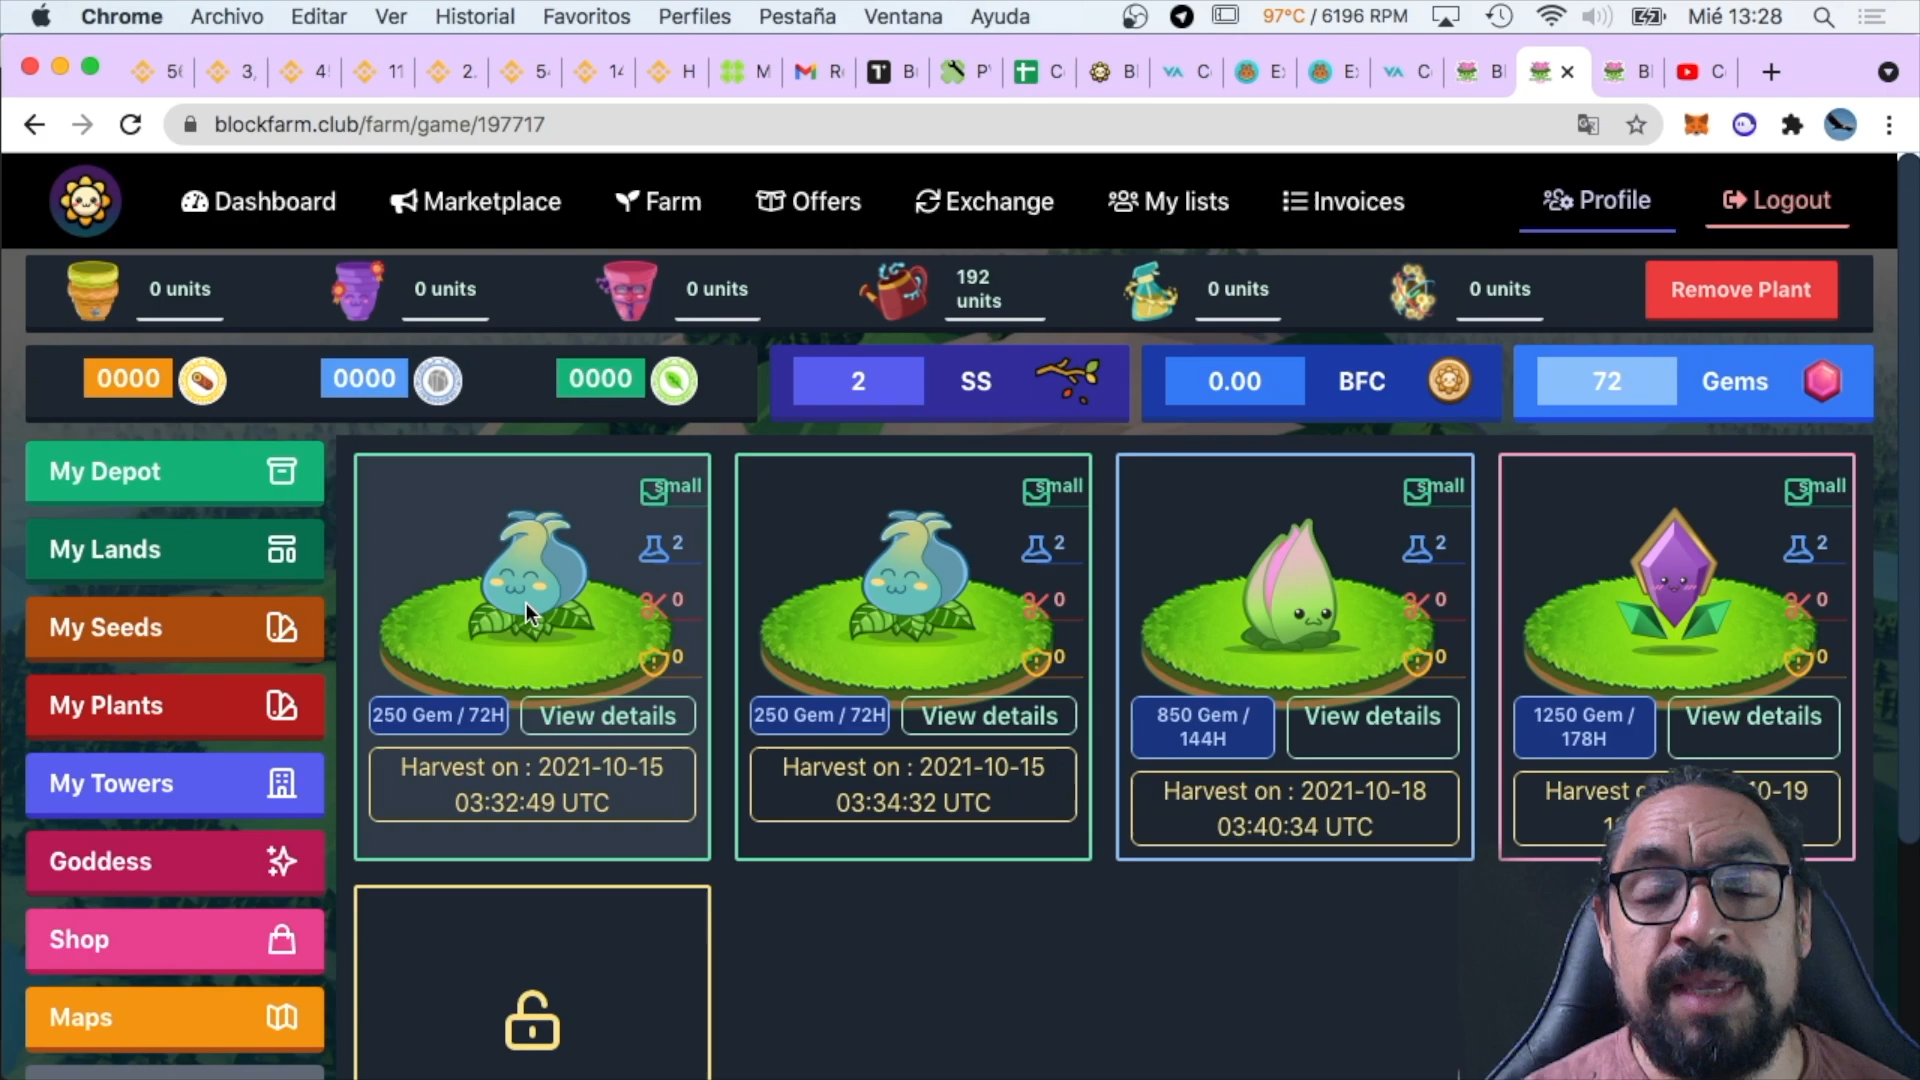 Chrome Archivo Editar Ver Historial Favoritos Perfiles Pestaña Ventana Ayuda 97°C / 6196 RPM Mié 13:28
blockfarm.club/farm/game/197717
Dashboard Marketplace Farm Offers Exchange My lists Invoices Profile Logout
0 units 0 units 0 units 192 units 0 units 0 units Remove Plant
0000 0000 0000 2 SS 0.00 BFC 72 Gems
My Depot
My Lands
My Seeds
My Plants
My Towers
Goddess
Shop
Maps
small
2
0
0
250 Gem / 72H View details
Harvest on : 2021-10-15
03:32:49 UTC
small
2
0
0
250 Gem / 72H View details
Harvest on : 2021-10-15
03:34:32 UTC
small
2
0
0
850 Gem /
144H
View details
Harvest on : 2021-10-18
03:40:34 UTC
small
2
0
0
1250 Gem /
178H
View details
Harvest